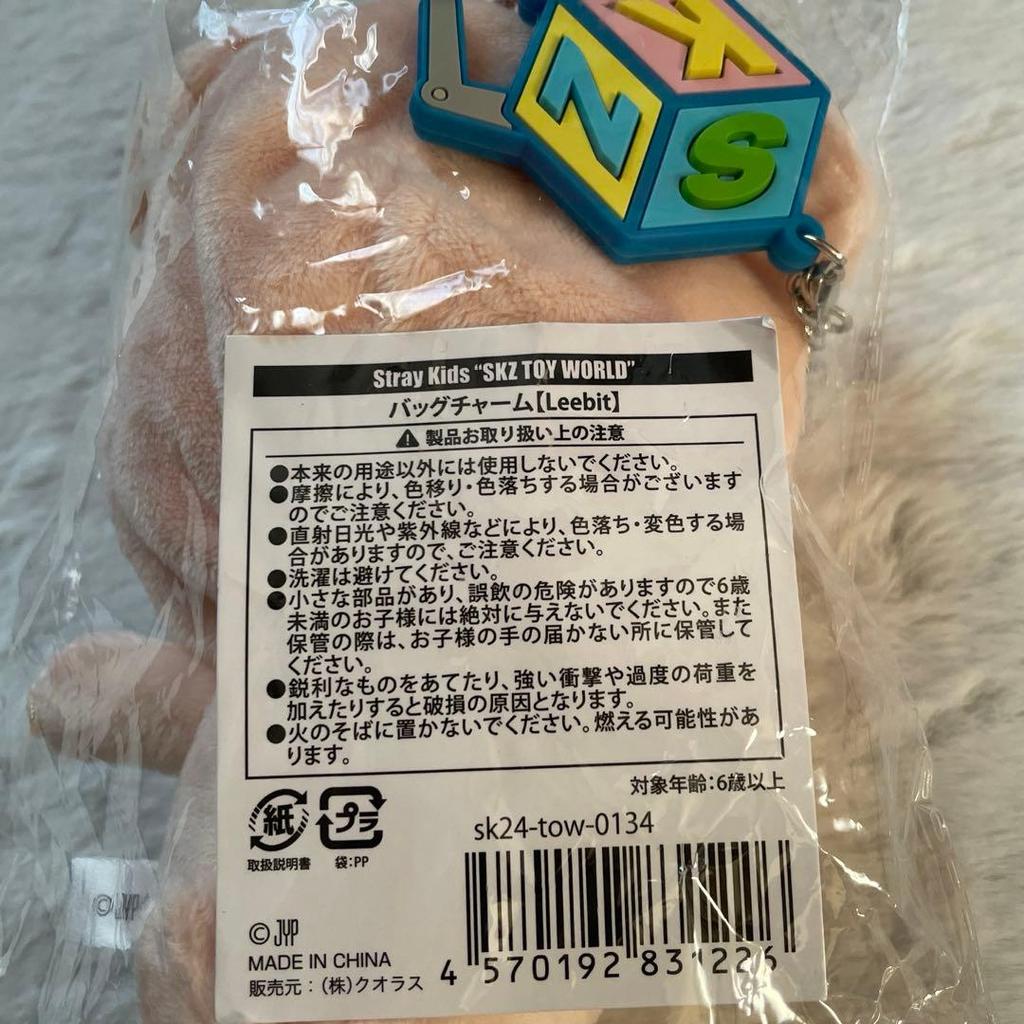 K
Z
S
Stray Kids “SKZ TOY WORLD”
バッグチャーム【Leebit】
製品お取り扱い上の注意
●本来の用途以外には使用しないでください。
●摩擦により、色移り・色落ちする場合がございます
のでご注意ください。
●直射日光や紫外線などにより、色落ち・変色する場
合がありますので、ご注意ください。
●洗濯は避けてください。
●小さな部品があり、誤飲の危険がありますので6歳
未満のお子様には絶対に与えないでください。また
保管の際は、お子様の手の届かない所に保管して
ください。
●鋭利なものをあてたり、強い衝撃や過度の荷重を
加えたりすると破損の原因となります。
●火のそばに置かないでください。燃える可能性があ
ります。
対象年齢:6歳以上
紙 プラ
取扱説明書 袋:PP
sk24-tow-0134
© JYP
© JYP
MADE IN CHINA
販売元：(株)クオラス
4 570192 831226